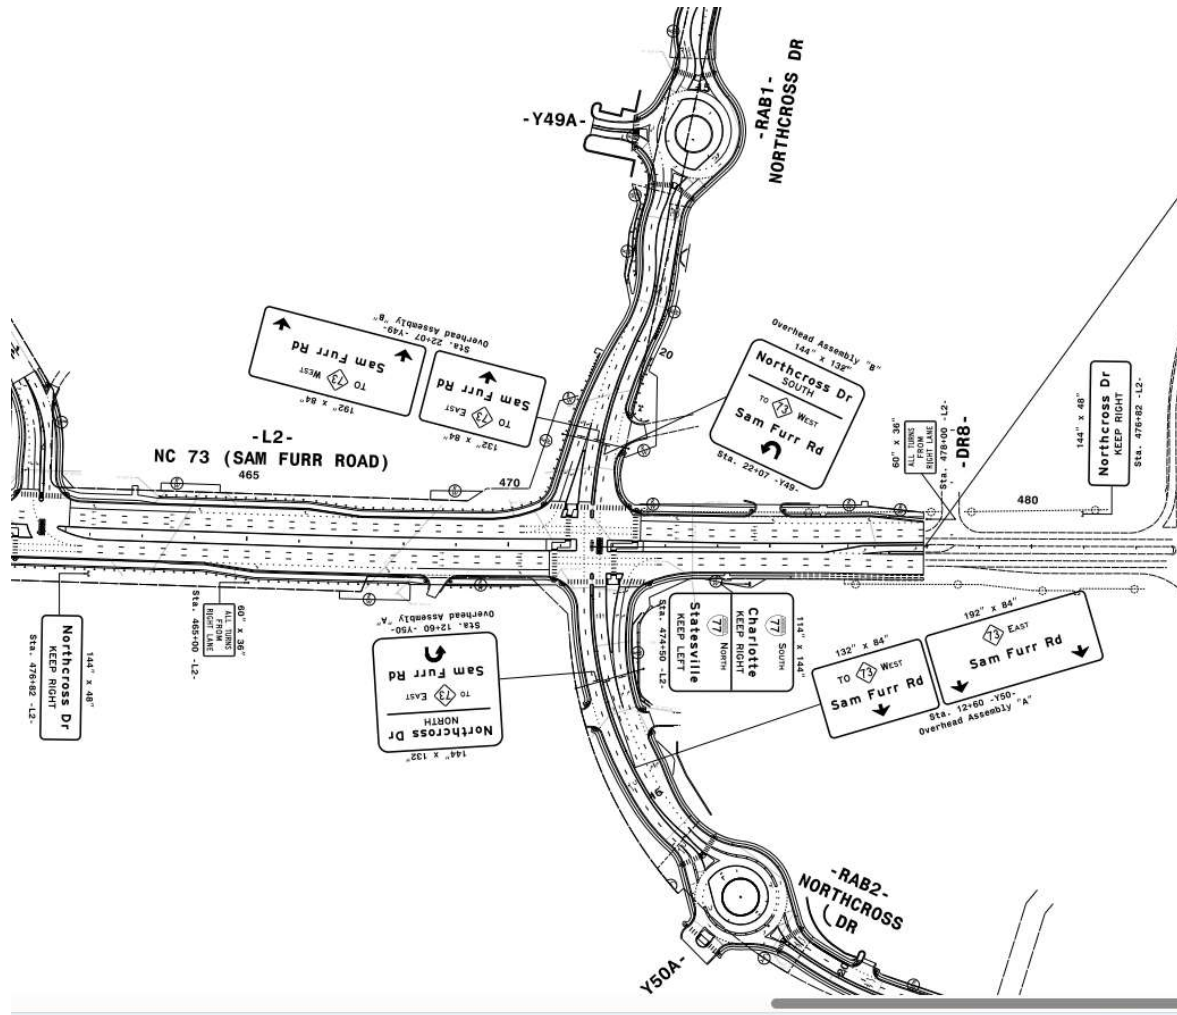 -Y49A-
-RAB1-
NORTHCROSS DR
15
Sta. 22+07 -Y49-
Overhead Assembly "B"
Sam Furr Rd
TO 73 WEST
192" x 84"
Sam Furr Rd
TO 73 EAST
132" x 84"
20
Overhead Assembly "B"
144" x 132"
Northcross Dr
SOUTH
TO 73 WEST
Sam Furr Rd
Sta. 22+07 -Y49-
-L2-
NC 73 (SAM FURR ROAD)
465
470
60" x 36"
ALL TURNS
FROM
RIGHT LANE
Sta. 478+00 -L2-
-DR8-
480
144" x 48"
Northcross Dr
KEEP RIGHT
Sta. 476+82 -L2-
144" x 48"
Northcross Dr
KEEP RIGHT
Sta. 476+82 -L2-
60" x 36"
ALL TURNS
FROM
RIGHT LANE
Sta. 465+00 -L2-
Sta. 12+60 -Y50-
Overhead Assembly "A"
Sam Furr Rd
TO 73 EAST
NORTH
Northcross Dr
144" x 132"
114" x 144"
77 SOUTH
Charlotte
KEEP RIGHT
77 NORTH
Statesville
KEEP LEFT
Sta. 474+50 -L2-
132" x 84"
TO 73 WEST
Sam Furr Rd
192" x 84"
73 EAST
Sam Furr Rd
Sta. 12+60 -Y50-
Overhead Assembly "A"
-RAB2-
NORTHCROSS
DR
Y50A-